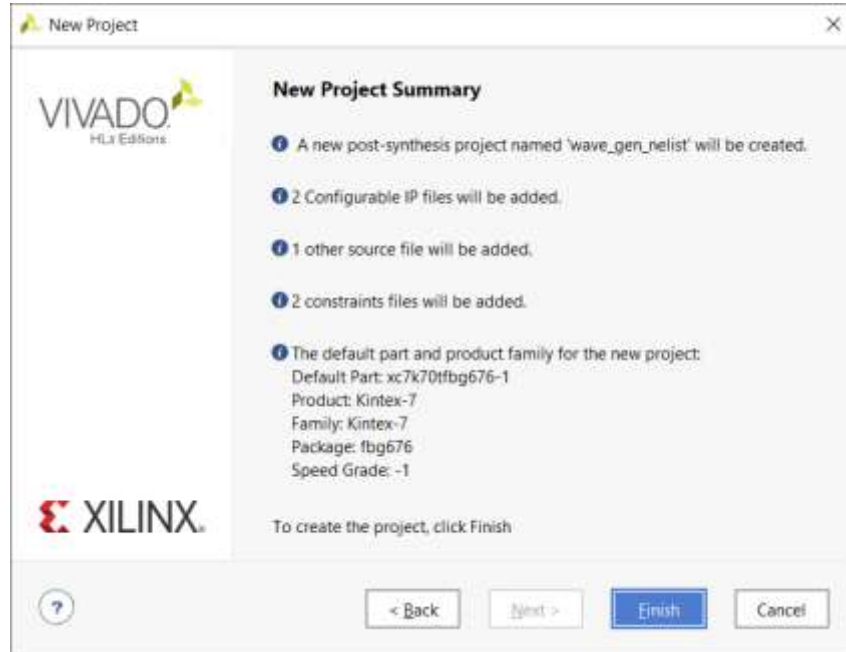 New Project
VIVADO
HLx Editions
New Project Summary
A new post-synthesis project named 'wave_gen_nelist' will be created.
2 Configurable IP files will be added.
1 other source file will be added.
2 constraints files will be added.
The default part and product family for the new project:
Default Part: xc7k70tfbg676-1
Product: Kintex-7
Family: Kintex-7
Package: fbg676
Speed Grade: -1
XILINX
To create the project, click Finish
?
< Back
Next >
Finish
Cancel